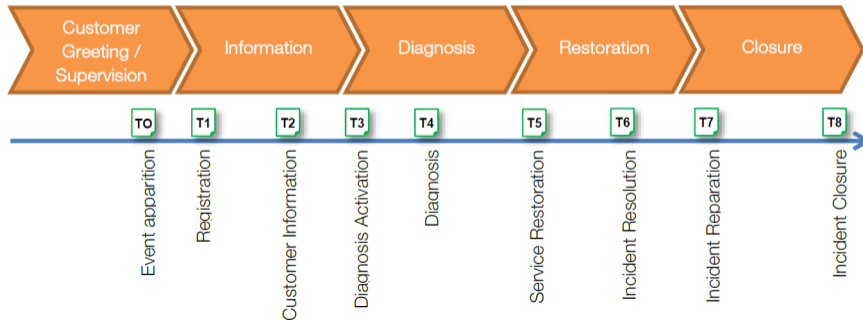 Customer
Greeting /
Supervision
Information
Diagnosis
Restoration
Closure
TO
T1
T2
T3
T4
T5
T6
T7
T8
Event apparition
Registration
Customer Information
Diagnosis Activation
Diagnosis
Service Restoration
Incident Resolution
Incident Reparation
Incident Closure